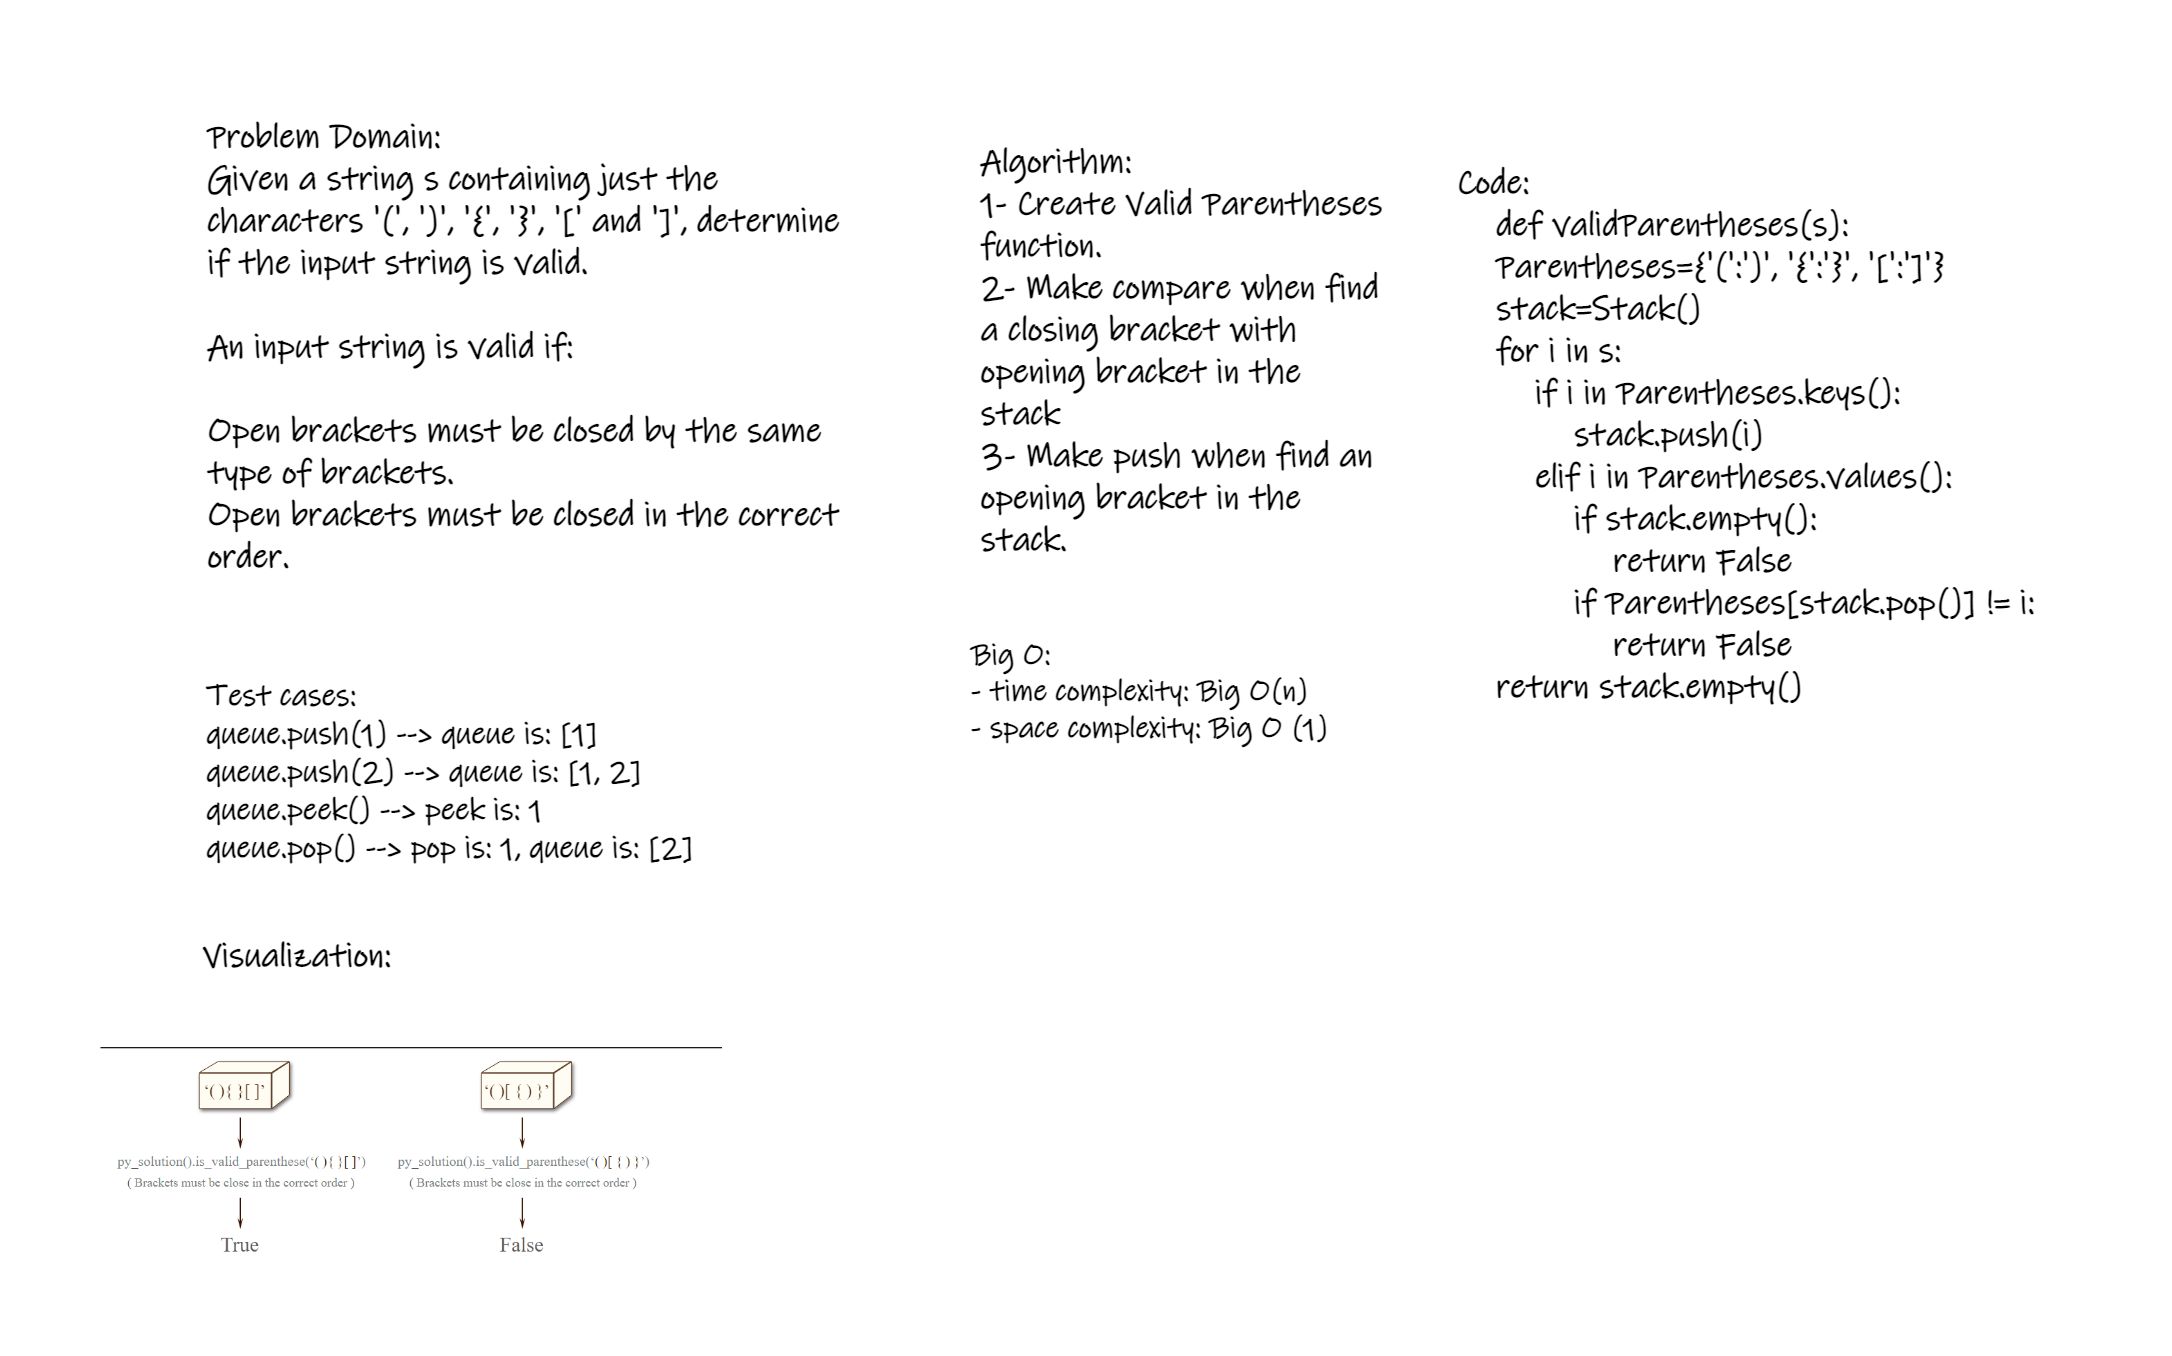 Problem Domain:
Given a string s containing just the
characters '(', ')', '{', '}', '[' and ']', determine
if the input string is valid.
An input string is valid if:
Open brackets must be closed by the same
type of brackets.
Open brackets must be closed in the correct
order.
Test cases:
queue.push(1) --> queue is: [1]
queue.push(2) --> queue is: [1, 2]
queue.peek() --> peek is: 1
queue.pop() --> pop is: 1, queue is: [2]
Visualization:
‘(){}[]’
‘()[{)}’
py_solution().is_valid_parenthese(‘(){}[]’)
py_solution().is_valid_parenthese(‘()[{)}’)
( Brackets must be close in the correct order )
( Brackets must be close in the correct order )
True
False
Algorithm:
1- Create Valid Parentheses
function.
2- Make compare when find
a closing bracket with
opening bracket in the
stack
3- Make push when find an
opening bracket in the
stack.
Big O:
- time complexity: Big O(n)
- space complexity: Big O (1)
Code:
def validParentheses(s):
Parentheses={'(':')', '{':'}', '[':']'}
stack=Stack()
for i in s:
if i in Parentheses.keys():
stack.push(i)
elif i in Parentheses.values():
if stack.empty():
return False
if Parentheses[stack.pop()] != i:
return False
return stack.empty()